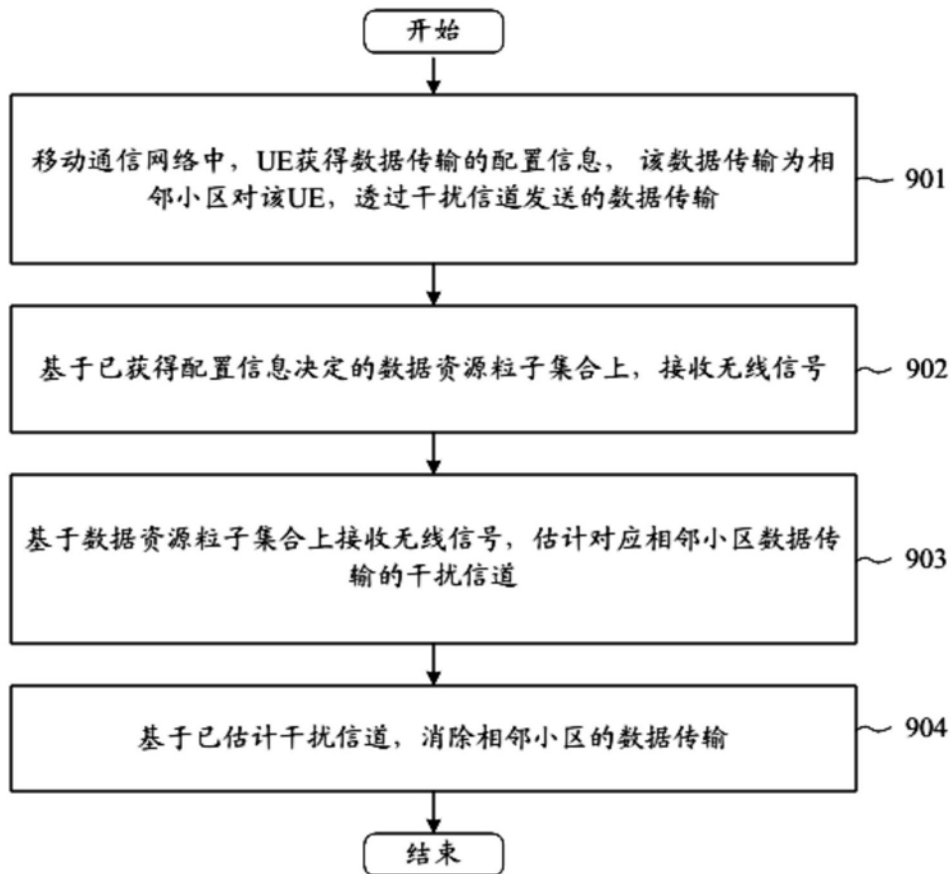 开始
移动通信网络中，UE获得数据传输的配置信息， 该数据传输为相
邻小区对该UE，透过干扰信道发送的数据传输
901
基于已获得配置信息决定的数据资源粒子集合上，接收无线信号
902
基于数据资源粒子集合上接收无线信号，估计对应相邻小区数据传
输的干扰信道
903
基于已估计干扰信道，消除相邻小区的数据传输
904
结束